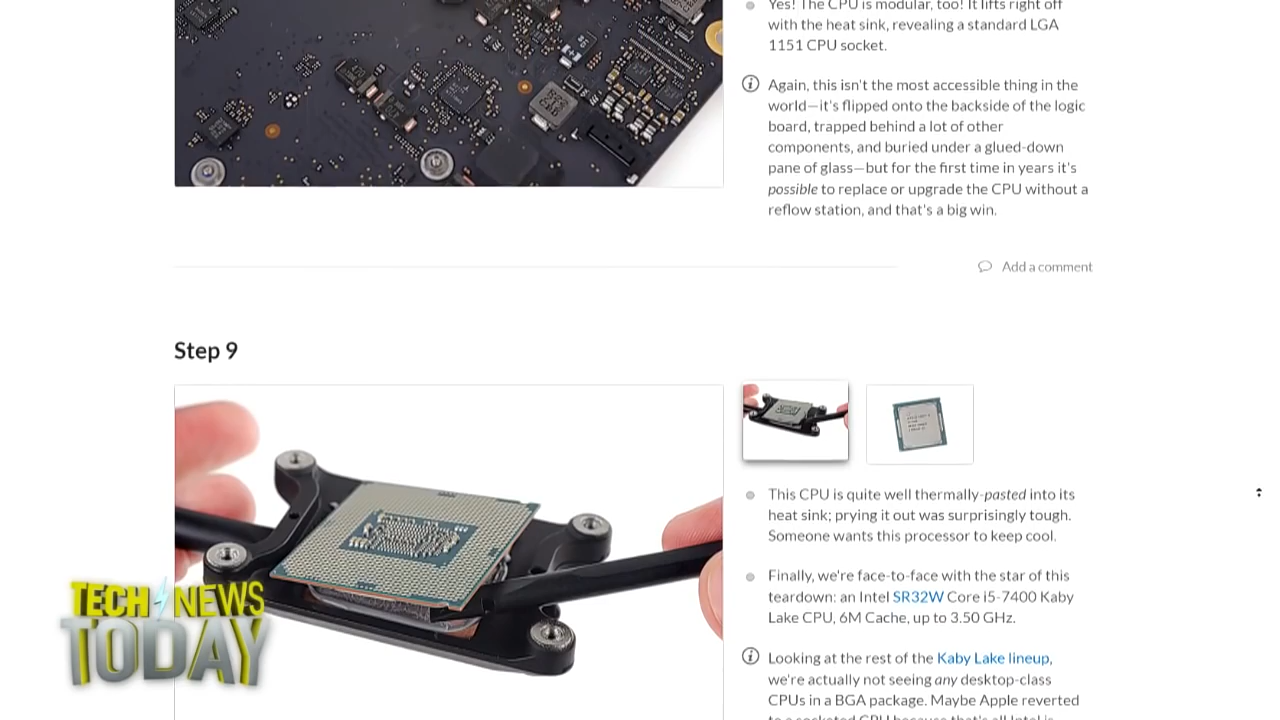 Yes! The CPU is modular, too! It lifts right off
with the heat sink, revealing a standard LGA
1151 CPU socket.
Again, this isn't the most accessible thing in the
world—it's flipped onto the backside of the logic
board, trapped behind a lot of other
components, and buried under a glued-down
pane of glass—but for the first time in years it's
possible to replace or upgrade the CPU without a
reflow station, and that's a big win.
Add a comment
Step 9
This CPU is quite well thermally-pasted into its
heat sink; prying it out was surprisingly tough.
Someone wants this processor to keep cool.
Finally, we're face-to-face with the star of this
teardown: an Intel SR32W Core i5-7400 Kaby
Lake CPU, 6M Cache, up to 3.50 GHz.
Looking at the rest of the Kaby Lake lineup,
we're actually not seeing any desktop-class
CPUs in a BGA package. Maybe Apple reverted
to a socketed CPU because that's all Intel is
TECH NEWS
TODAY